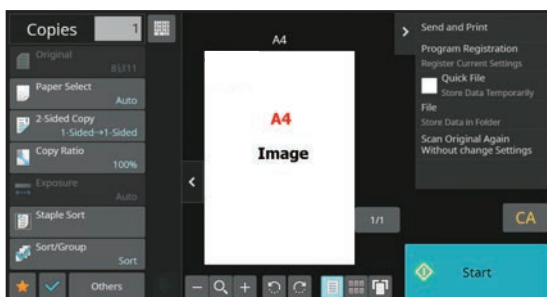 Copies 1
Original
8½11
Paper Select
Auto
2-Sided Copy
1-Sided→1-Sided
Copy Ratio
100%
Exposure
Auto
Staple Sort
Sort/Group
Sort
Others
A4
A4
Image
1/1
Send and Print
Program Registration
Register Current Settings
Quick File
Store Data Temporarily
File
Store Data in Folder
Scan Original Again
Without change Settings
CA
Start